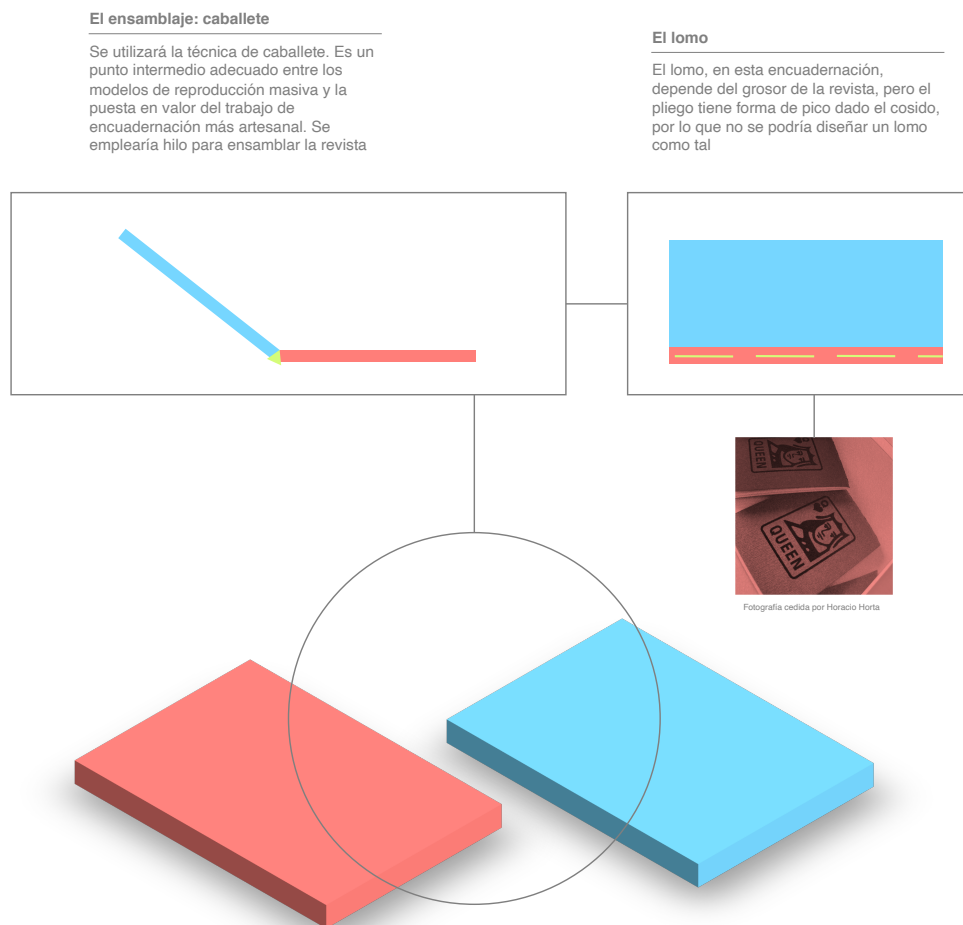 El ensamblaje: caballete
Se utilizará la técnica de caballete. Es un
punto intermedio adecuado entre los
modelos de reproducción masiva y la
puesta en valor del trabajo de
encuadernación más artesanal. Se
emplearía hilo para ensamblar la revista
El lomo
El lomo, en esta encuadernación,
depende del grosor de la revista, pero el
pliego tiene forma de pico dado el cosido,
por lo que no se podría diseñar un lomo
como tal
QUEEN
QUEEN
Fotografía cedida por Horacio Horta